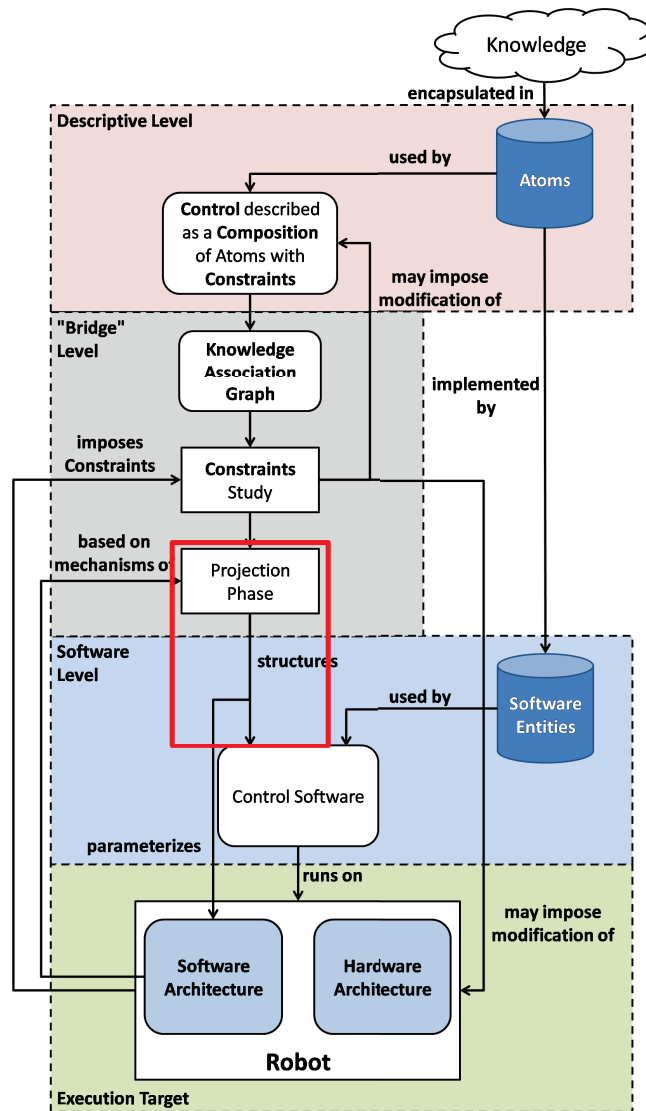 Knowledge
encapsulated in
Descriptive Level
used by
Atoms
Control described
as a Composition
of Atoms with
Constraints
may impose
modification of
"Bridge"
Level
Knowledge
Association
Graph
implemented
by
imposes
Constraints
Constraints
Study
based on
mechanisms of
Projection
Phase
Software
Level
structures
used by
Software
Entities
Control Software
parameterizes
runs on
may impose
modification of
Software
Architecture
Hardware
Architecture
Robot
Execution Target